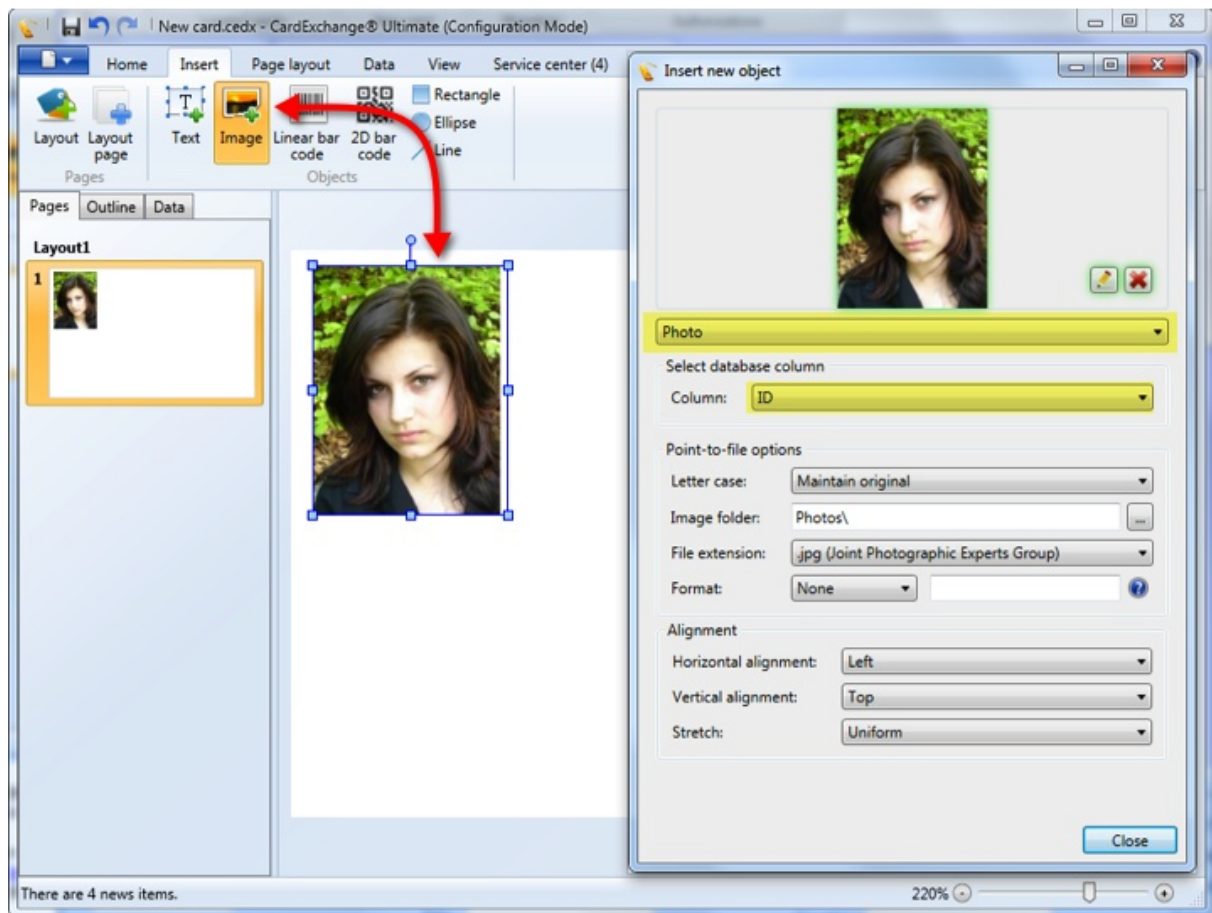 New card.cedx - CardExchange® Ultimate (Configuration Mode)
Home Insert Page layout Data View Service center (4)
Layout
Layout page
Text
Image
Linear bar code
2D bar code
Rectangle
Ellipse
Line
Pages
Objects
Pages Outline Data
Layout1
1
Insert new object
Photo
Select database column
Column: ID
Point-to-file options
Letter case: Maintain original
Image folder: Photos\ ...
File extension: .jpg (Joint Photographic Experts Group)
Format: None
Alignment
Horizontal alignment: Left
Vertical alignment: Top
Stretch: Uniform
Close
There are 4 news items.
220%